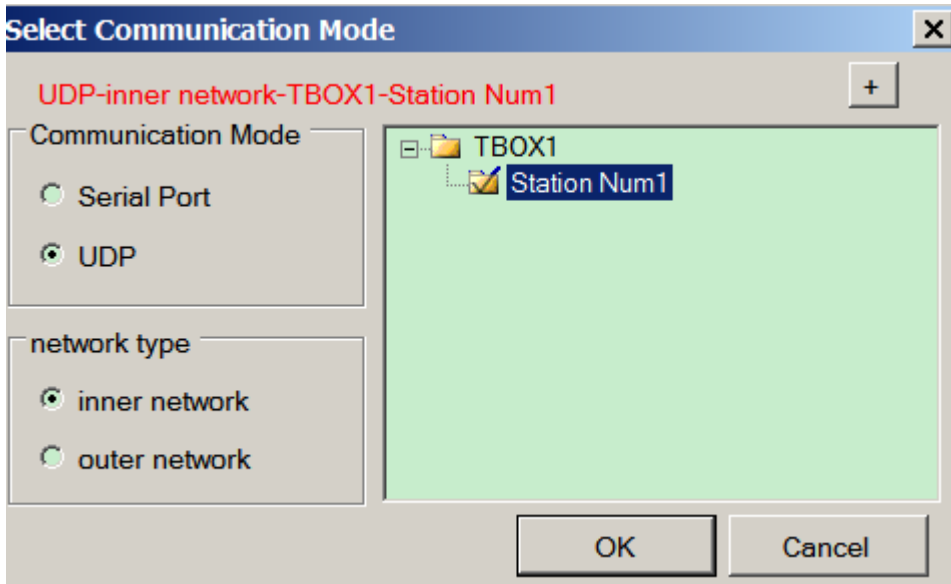 Select Communication Mode
UDP-inner network-TBOX1-Station Num1
+
Communication Mode
Serial Port
UDP
network type
inner network
outer network
TBOX1
Station Num1
OK
Cancel